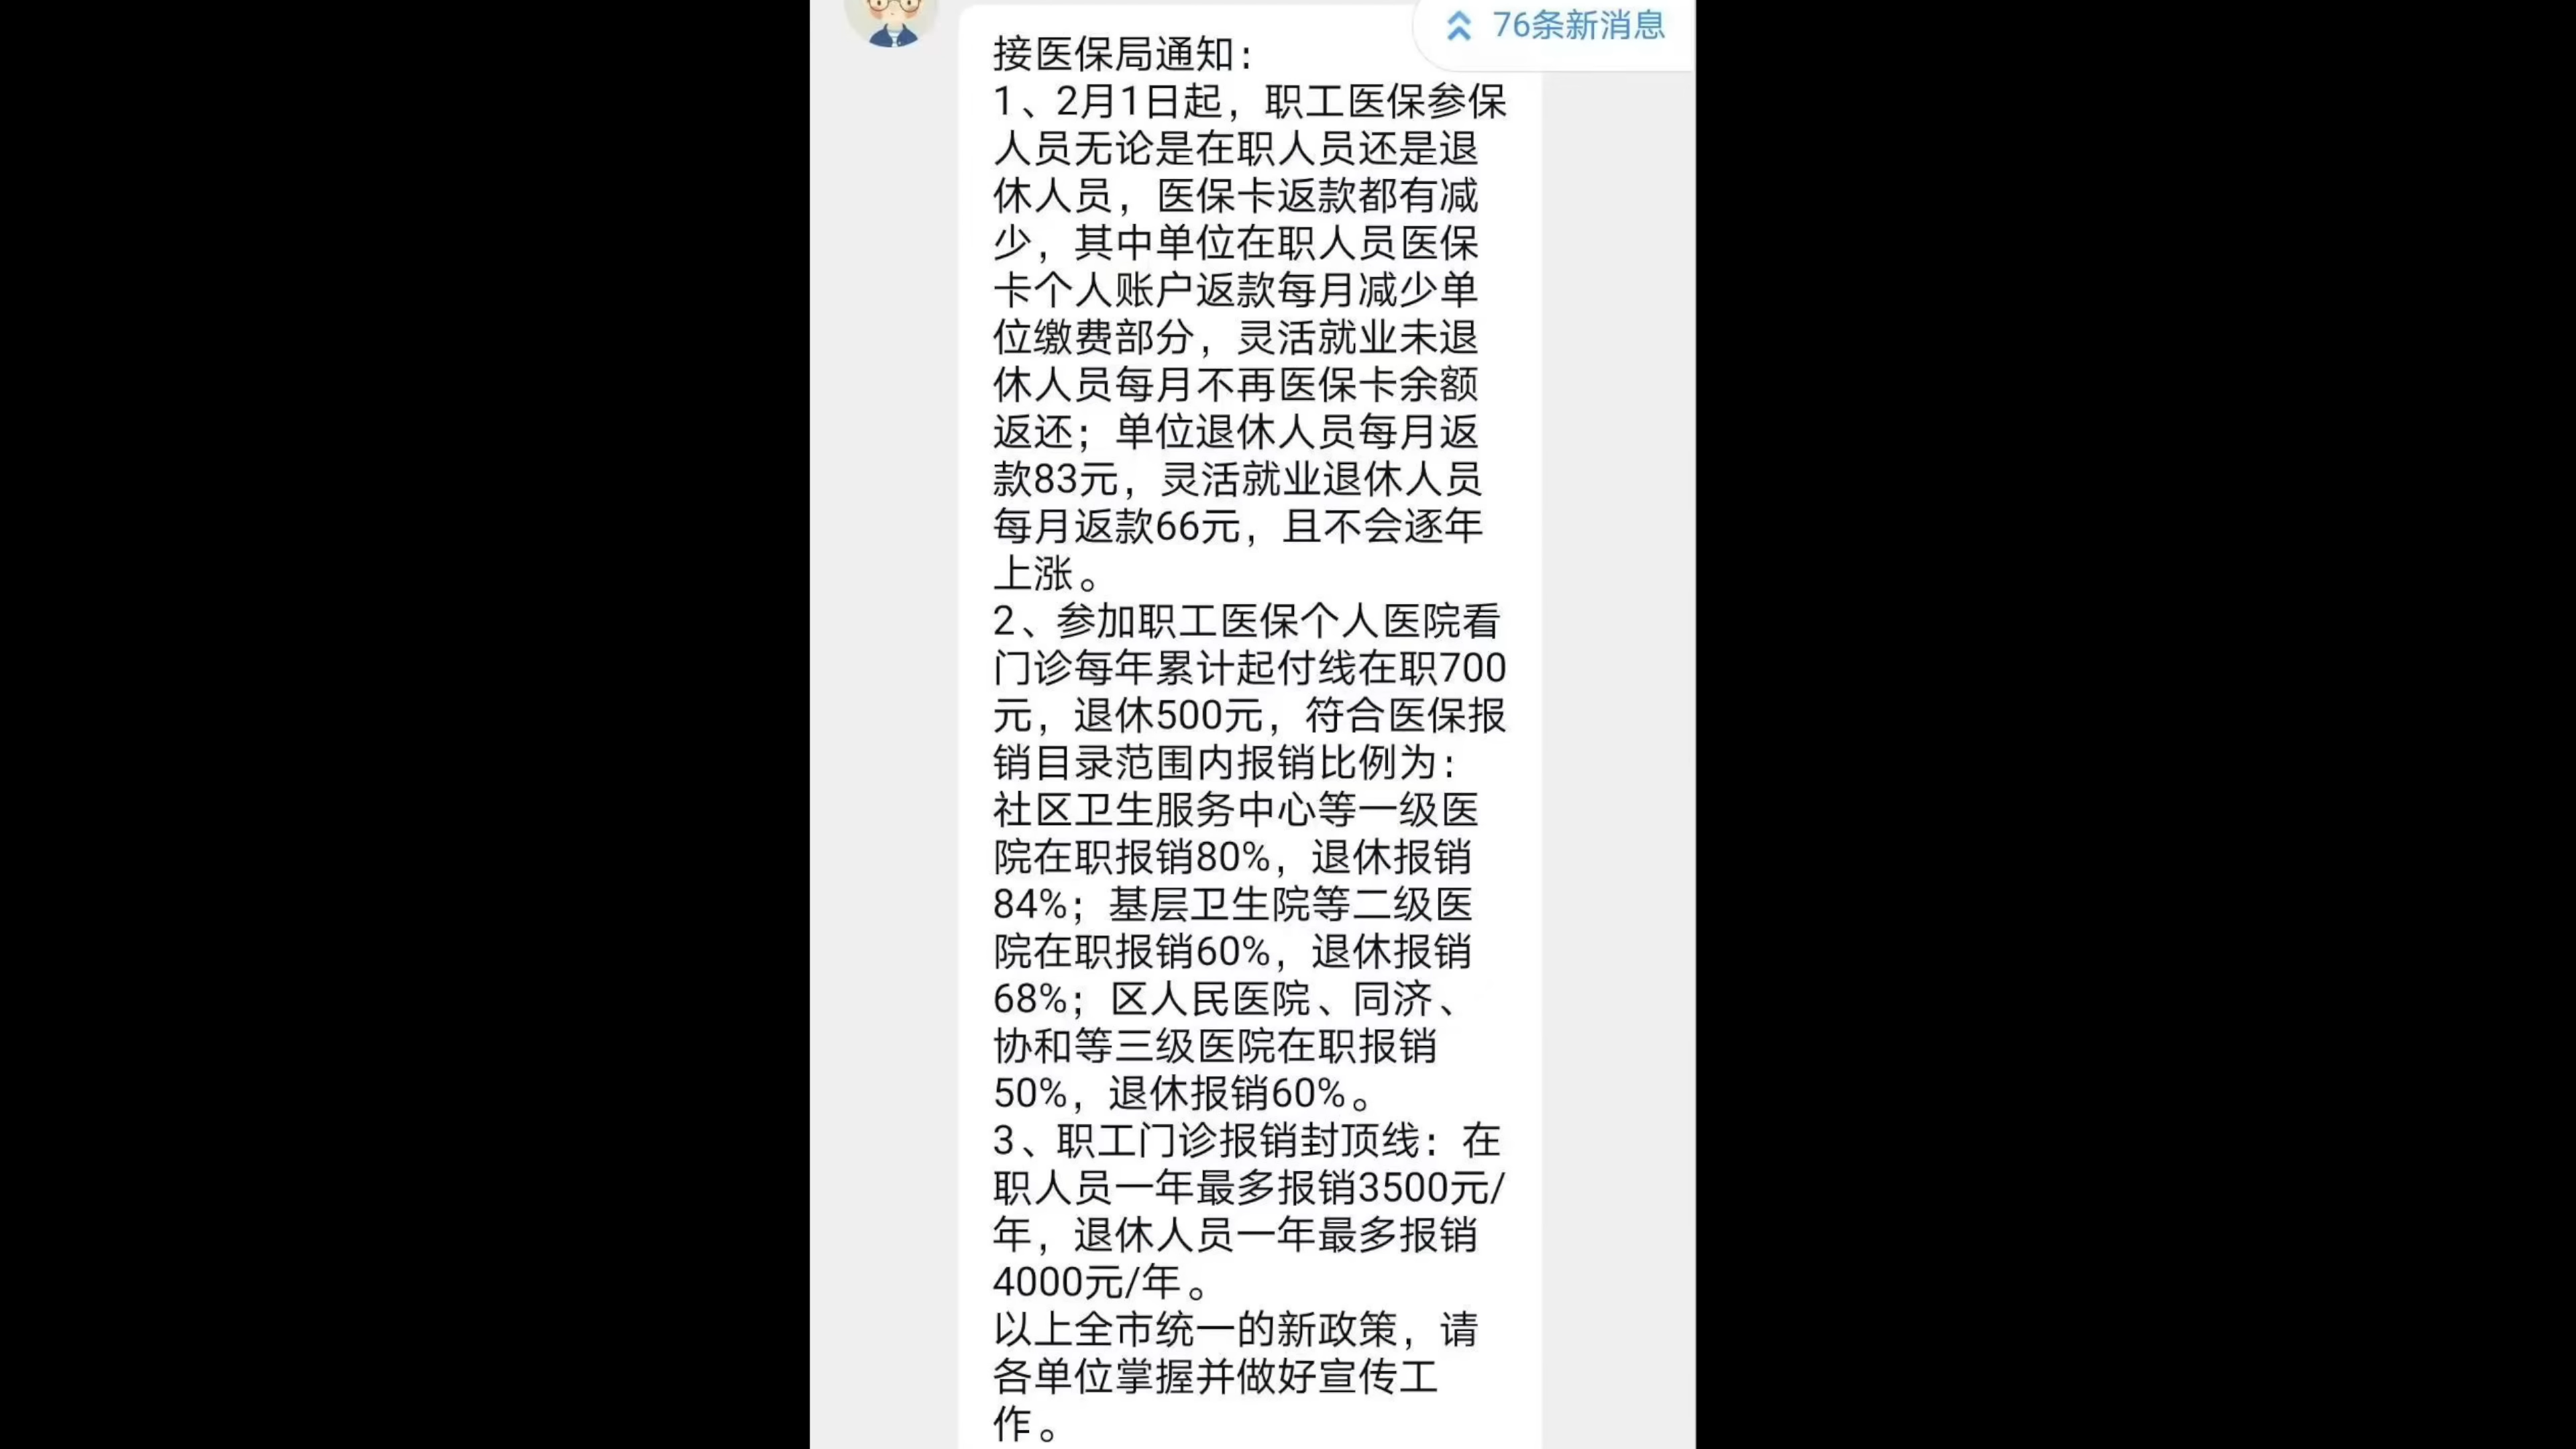 76条新消息
接医保局通知：
1、2月1日起，职工医保参保
人员无论是在职人员还是退
休人员，医保卡返款都有减
少，其中单位在职人员医保
卡个人账户返款每月减少单
位缴费部分，灵活就业未退
休人员每月不再医保卡余额
返还；单位退休人员每月返
款83元，灵活就业退休人员
每月返款66元，且不会逐年
上涨。
2、参加职工医保个人医院看
门诊每年累计起付线在职700
元，退休500元，符合医保报
销目录范围内报销比例为：
社区卫生服务中心等一级医
院在职报销80%，退休报销
84%；基层卫生院等二级医
院在职报销60%，退休报销
68%；区人民医院、同济、
协和等三级医院在职报销
50%，退休报销60%。
3、职工门诊报销封顶线：在
职人员一年最多报销3500元/
年，退休人员一年最多报销
4000元/年。
以上全市统一的新政策，请
各单位掌握并做好宣传工
作。